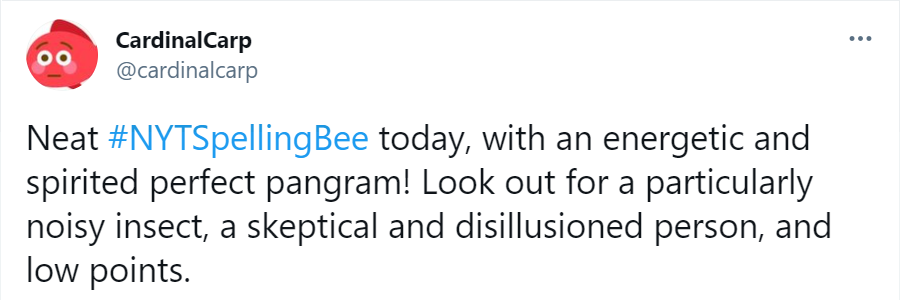 CardinalCarp
@cardinalcarp
Neat #NYTSpellingBee today, with an energetic and
spirited perfect pangram! Look out for a particularly
noisy insect, a skeptical and disillusioned person, and
low points.